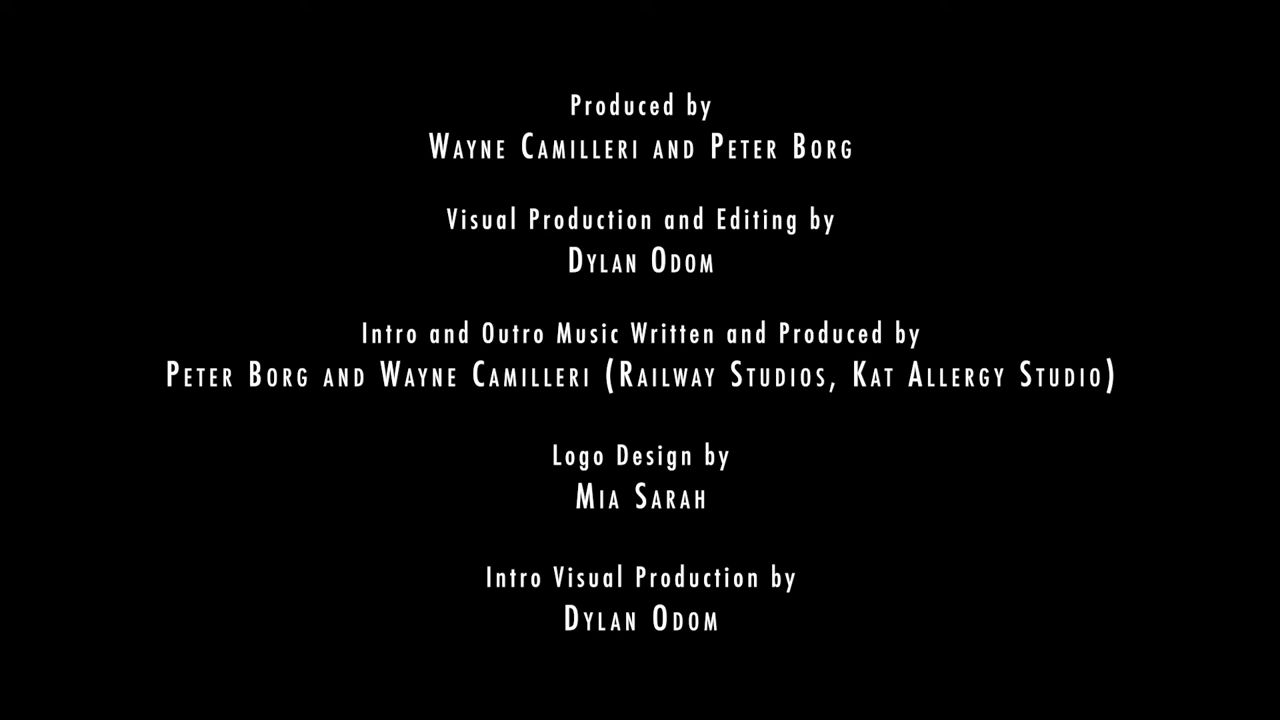 Produced by
Wayne Camilleri and Peter Borg
Visual Production and Editing by
Dylan Odom
Intro and Outro Music Written and Produced by
Peter Borg and Wayne Camilleri (Railway Studios, Kat Allergy Studio)
Logo Design by
Mia Sarah
Intro Visual Production by
Dylan Odom